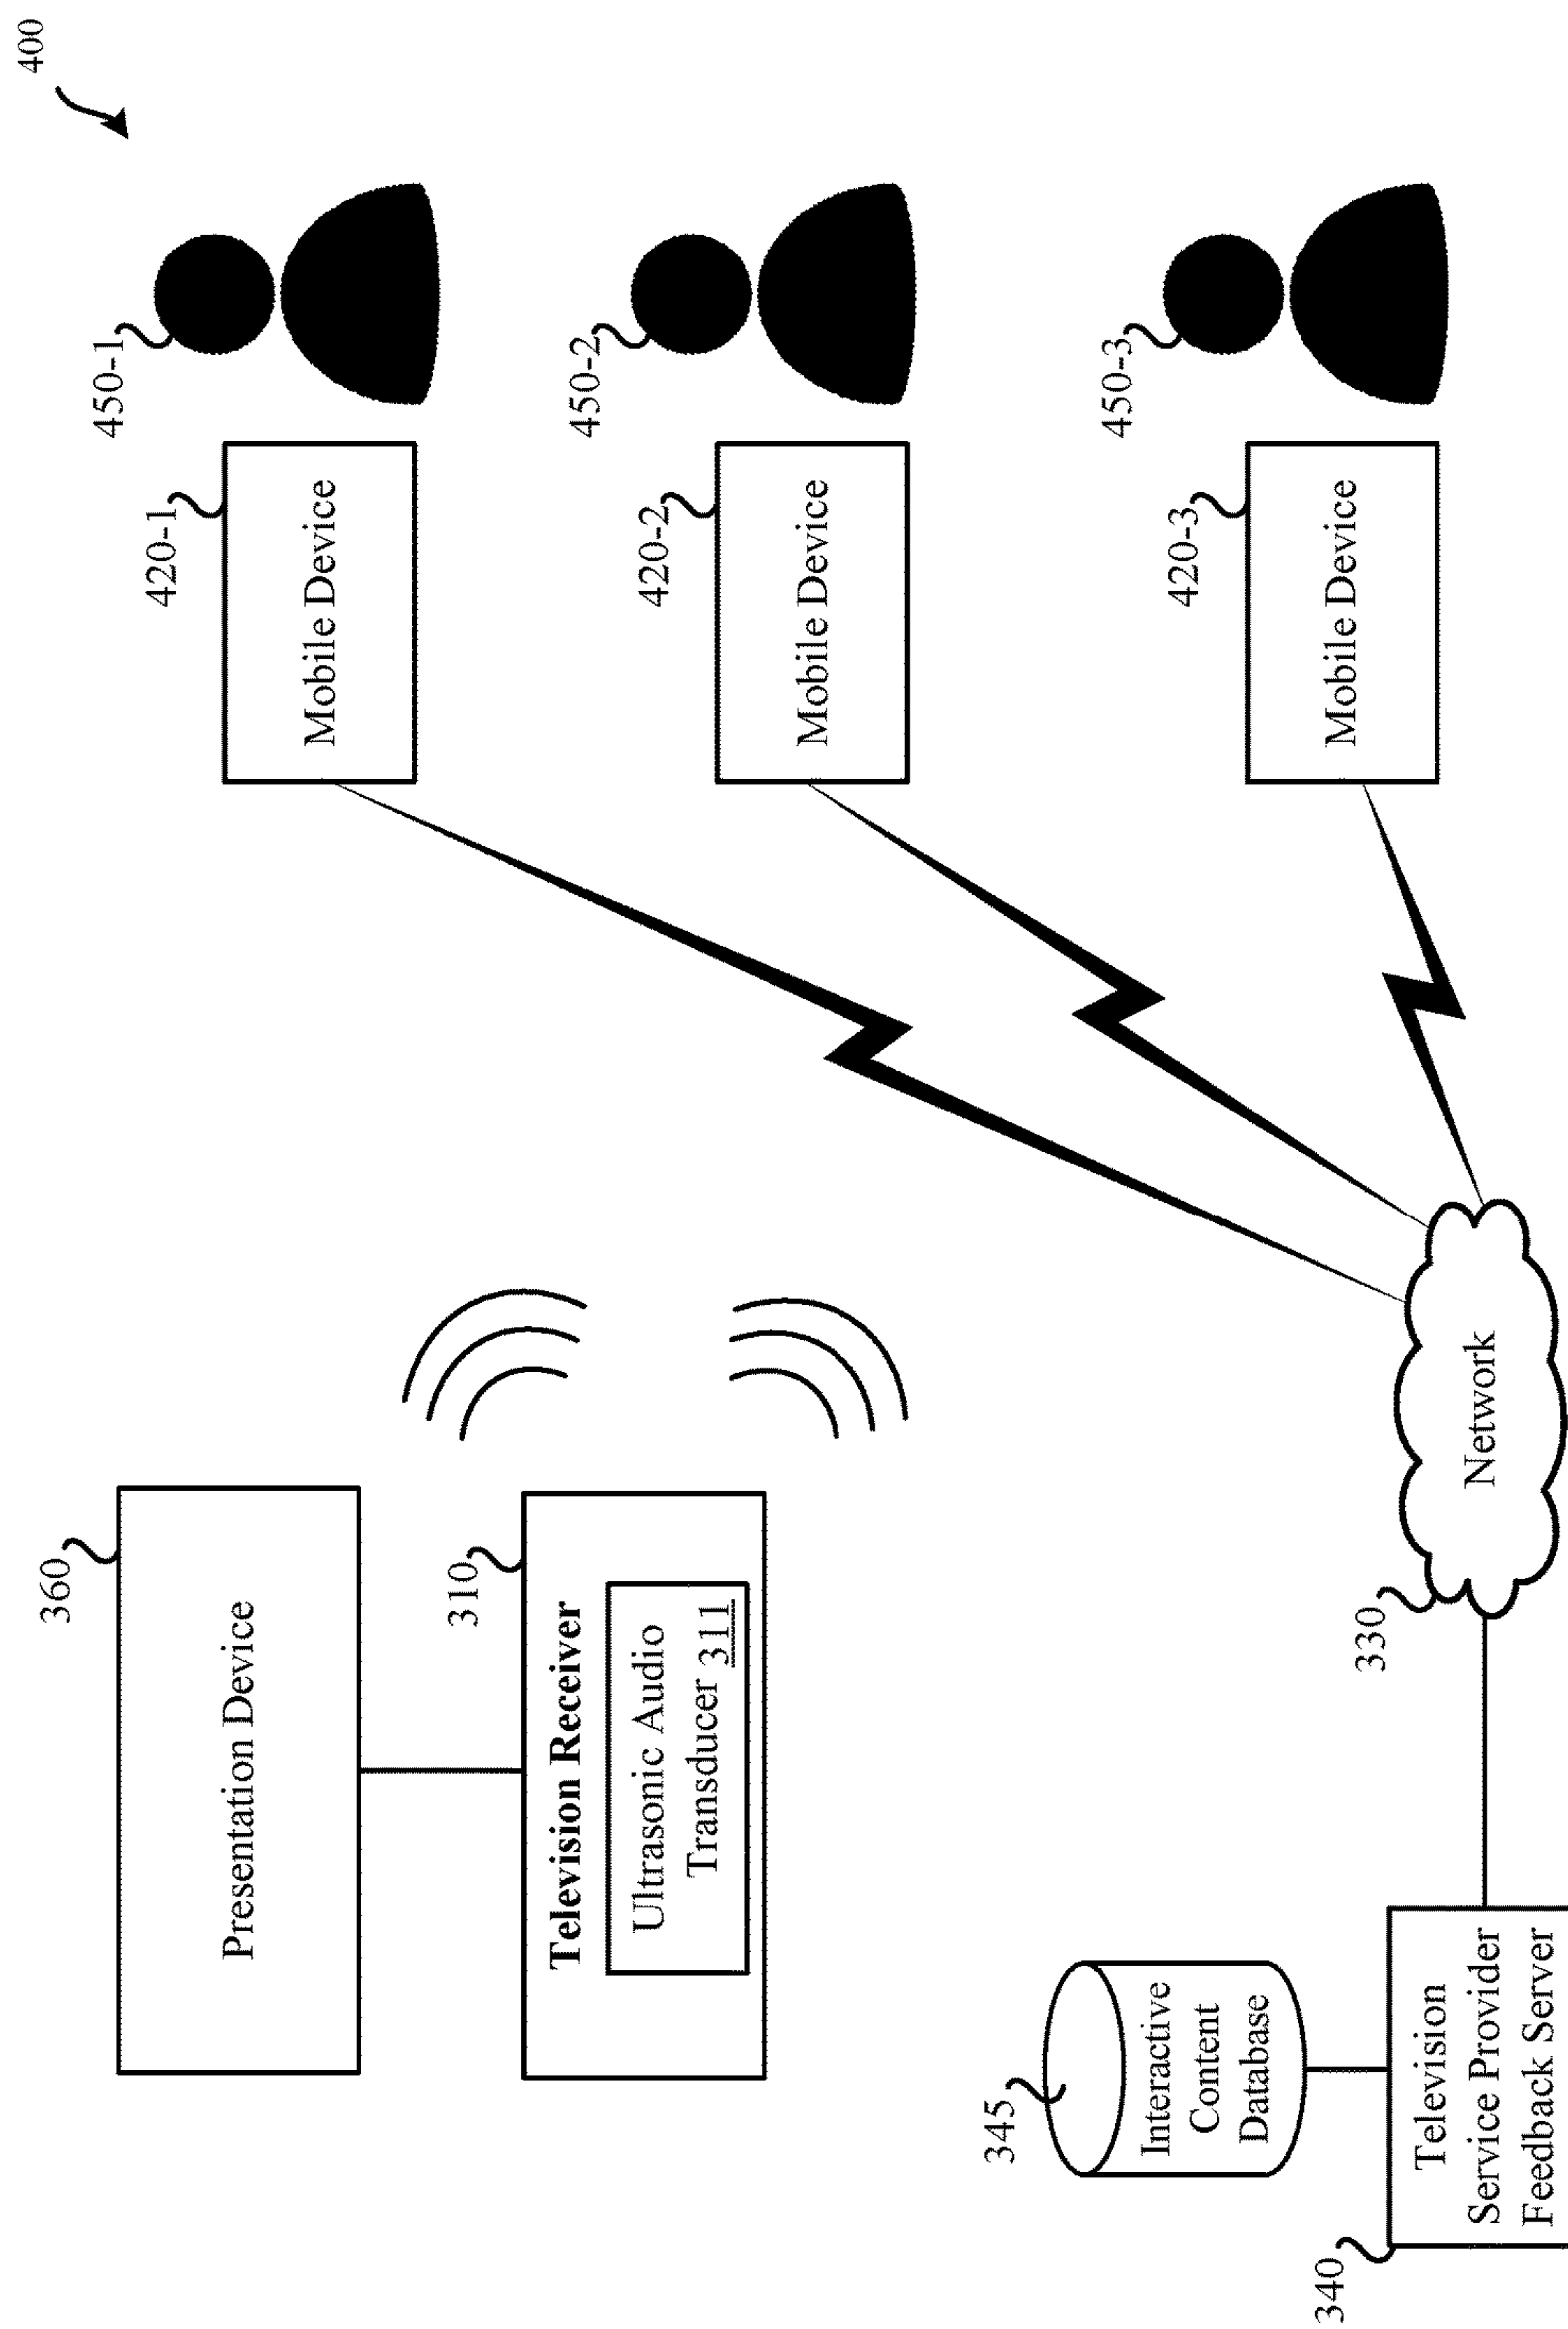 400
360
Presentation Device
310
Television Receiver
Ultrasonic Audio
Transducer 311
345
Interactive
Content
Database
340
Television
Service Provider
Feedback Server
330
Network
420-1
Mobile Device
450-1
420-2
Mobile Device
450-2
420-3
Mobile Device
450-3